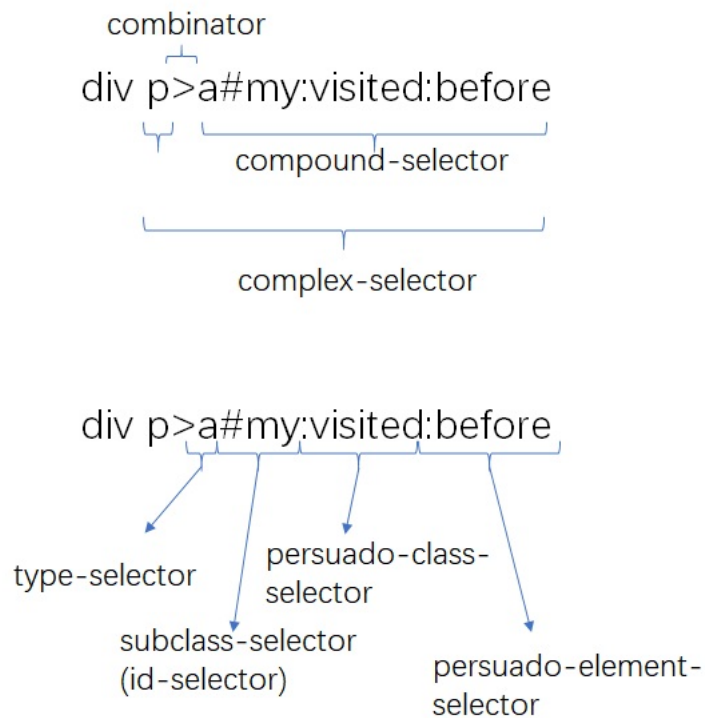 combinator
div p>a#my:visited:before
compound-selector
complex-selector
div p>a#my:visited:before
type-selector
persuado-class-
selector
subclass-selector
(id-selector)
persuado-element-
selector